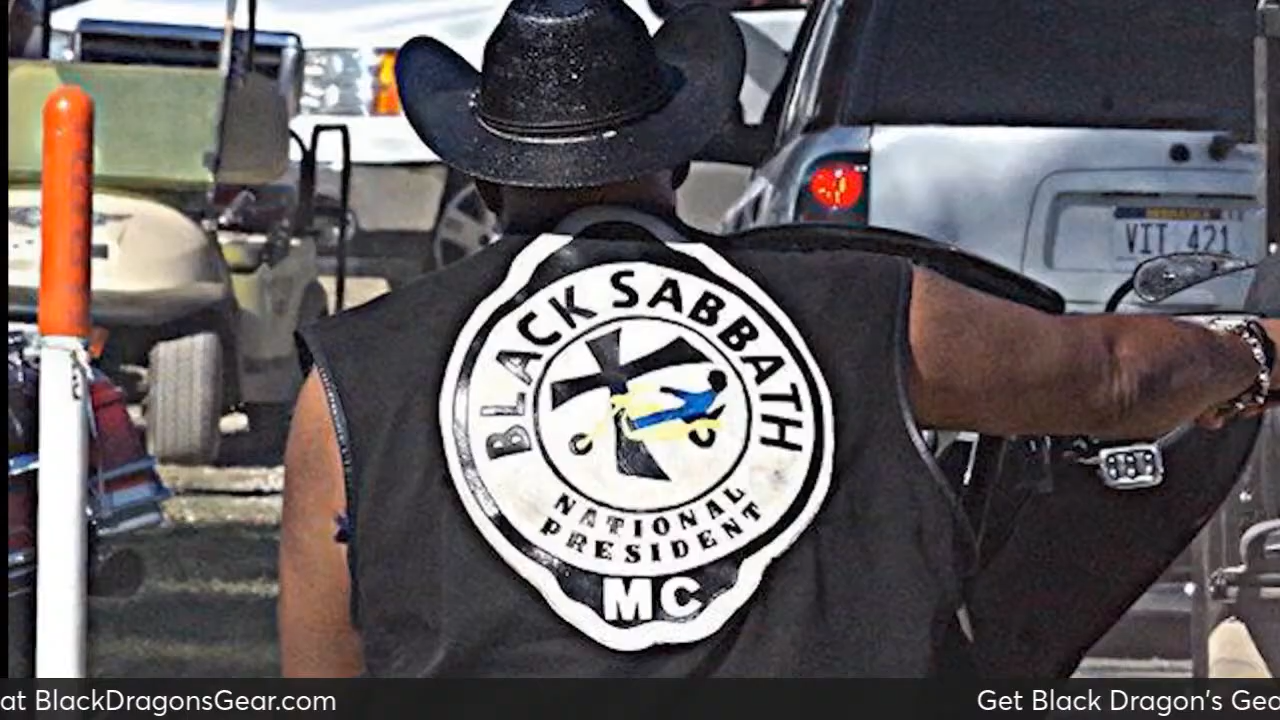 VIT 421
BLACK SABBATH
NATIONAL
PRESIDENT
MC
at BlackDragonsGear.com
Get Black Dragon's Gea